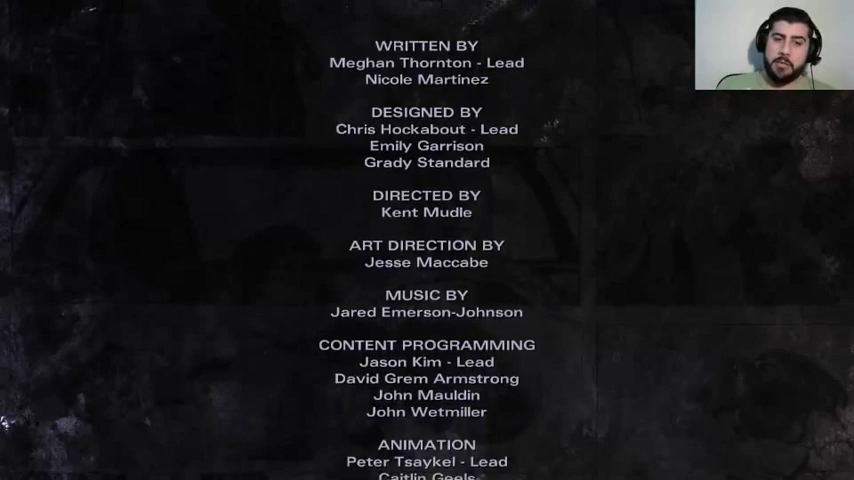 WRITTEN BY
Meghan Thornton - Lead
Nicole Martinez
DESIGNED BY
Chris Hockabout - Lead
Emily Garrison
Grady Standard
DIRECTED BY
Kent Mudle
ART DIRECTION BY
Jesse Maccabe
MUSIC BY
Jared Emerson-Johnson
CONTENT PROGRAMMING
Jason Kim - Lead
David Grem Armstrong
John Mauldin
John Wetmiller
ANIMATION
Peter Tsaykel - Lead
Caitlin Geels